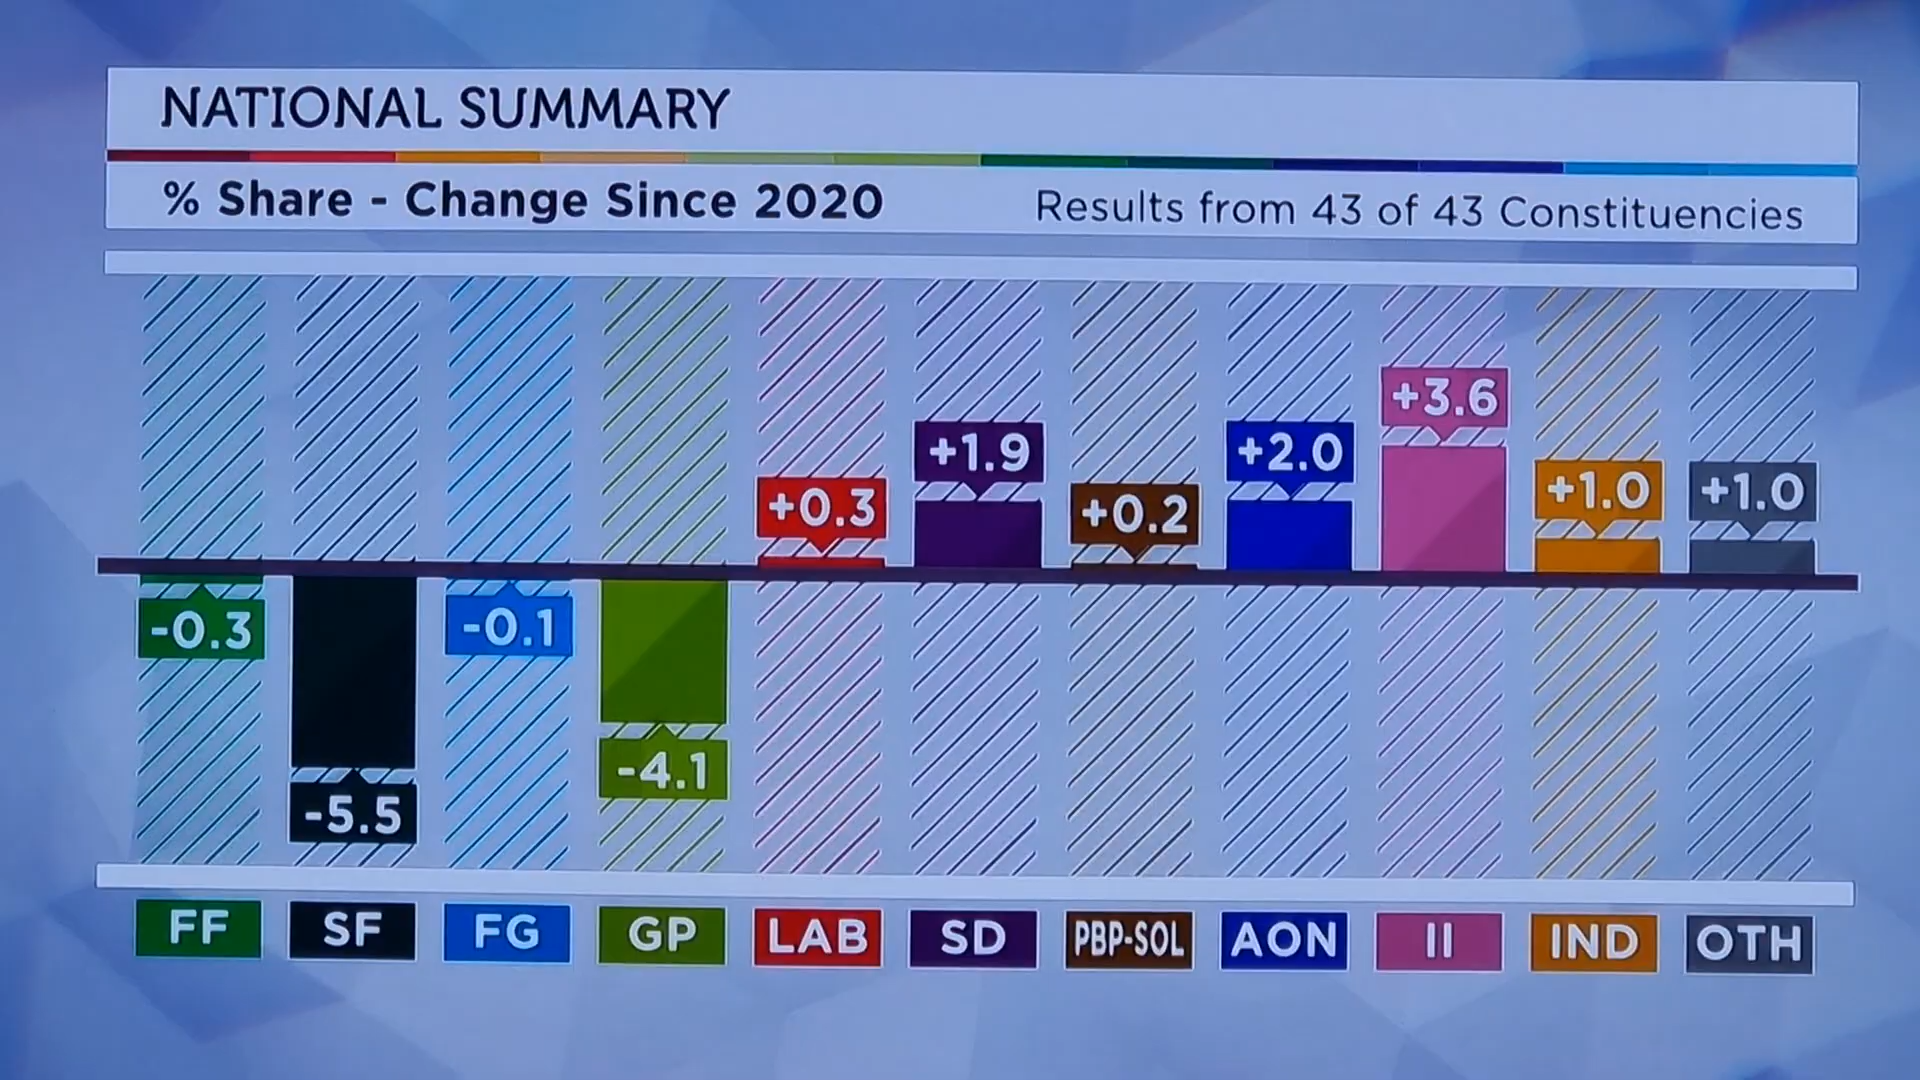 NATIONAL SUMMARY
% Share - Change Since 2020
Results from 43 of 43 Constituencies
+3.6
+1.9
+2.0
+0.3
+0.2
+1.0
+1.0
-0.3
-0.1
-4.1
-5.5
FF SF FG GP LAB SD PBP-SOL AON II IND OTH